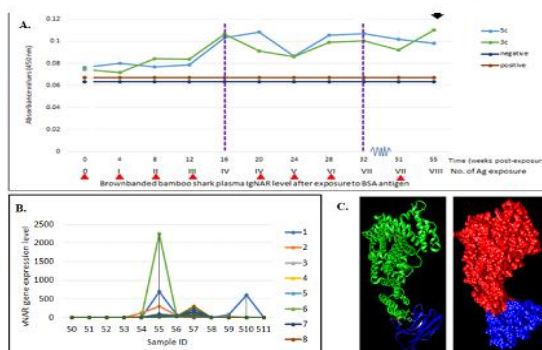 A.
0.12
0.1
0.08
0.06
0.04
0.02
0
Absorbance values (450nm)
5c
3c
negative
positive
0 4 8 12 16 20 24 28 32 51 55 Time (weeks post-exposure)
0 I II III IV IV V VI VII VII VIII No. of Ag exposure
Brownbanded bamboo shark plasma IgNAR level after exposure to BSA antigen
B.
2500
2000
1500
1000
500
0
vNAR gene expression level
S0 S1 S2 S3 S4 S5 S6 S7 S8 S9 S10 S11
Sample ID
1
2
3
4
5
6
7
8
C.